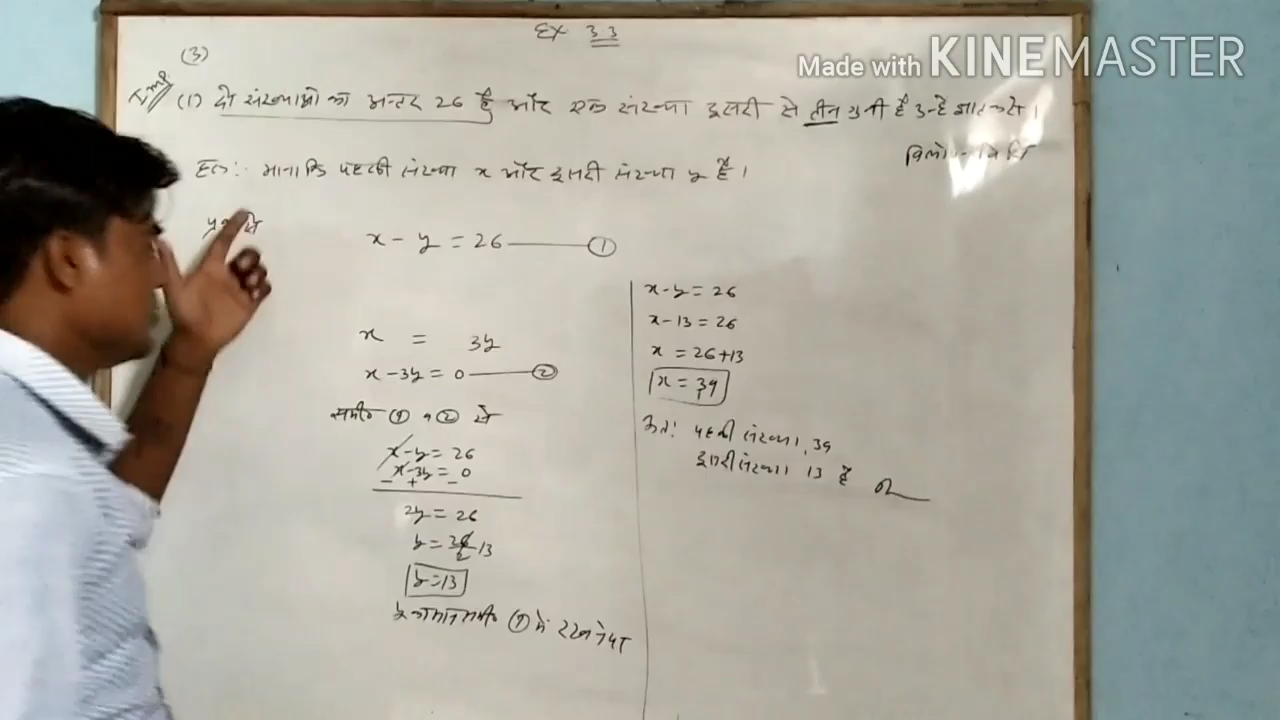 Made with KINEMASTER
Ex 3.3
(3)
Imp.
(1) दो संख्याओ का अन्तर 26 है और एक संख्या दूसरी से तीन गुनी है उन्हे ज्ञात करो।
हल:- माना कि पहली संख्या x और दूसरी संख्या y है।
x - y = 26 —— ①
x = 3y
x - 3y = 0 —— ②
समी० ① व ② से
x - y = 26
x - 3y = 0
- + -
2y = 26
y = 13
y का मान समी० ① में रखने पर
x - y = 26
x - 13 = 26
x = 26 + 13
x = 39
अतः पहली संख्या 39
दूसरी संख्या 13 है